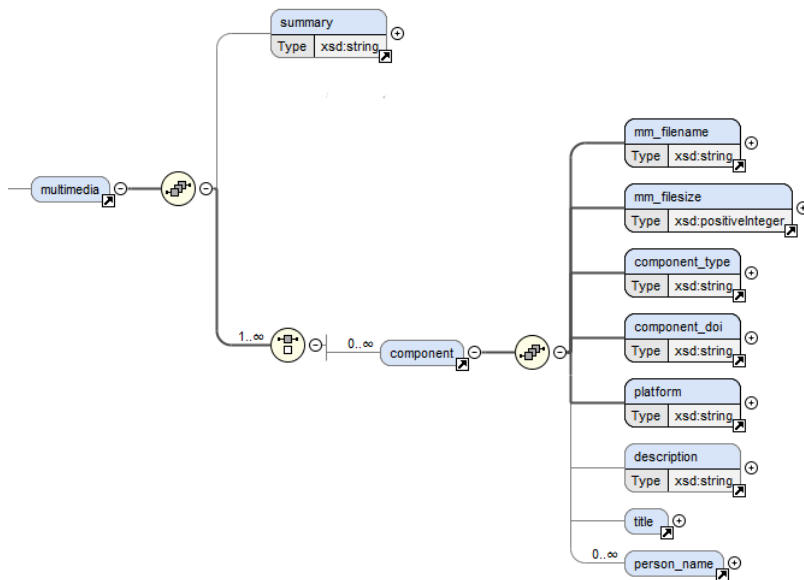 summary
Type xsd:string
multimedia
1..∞
0..∞
component
mm_filename
Type xsd:string
mm_filesize
Type xsd:positiveInteger
component_type
Type xsd:string
component_doi
Type xsd:string
platform
Type xsd:string
description
Type xsd:string
title
0..∞
person_name